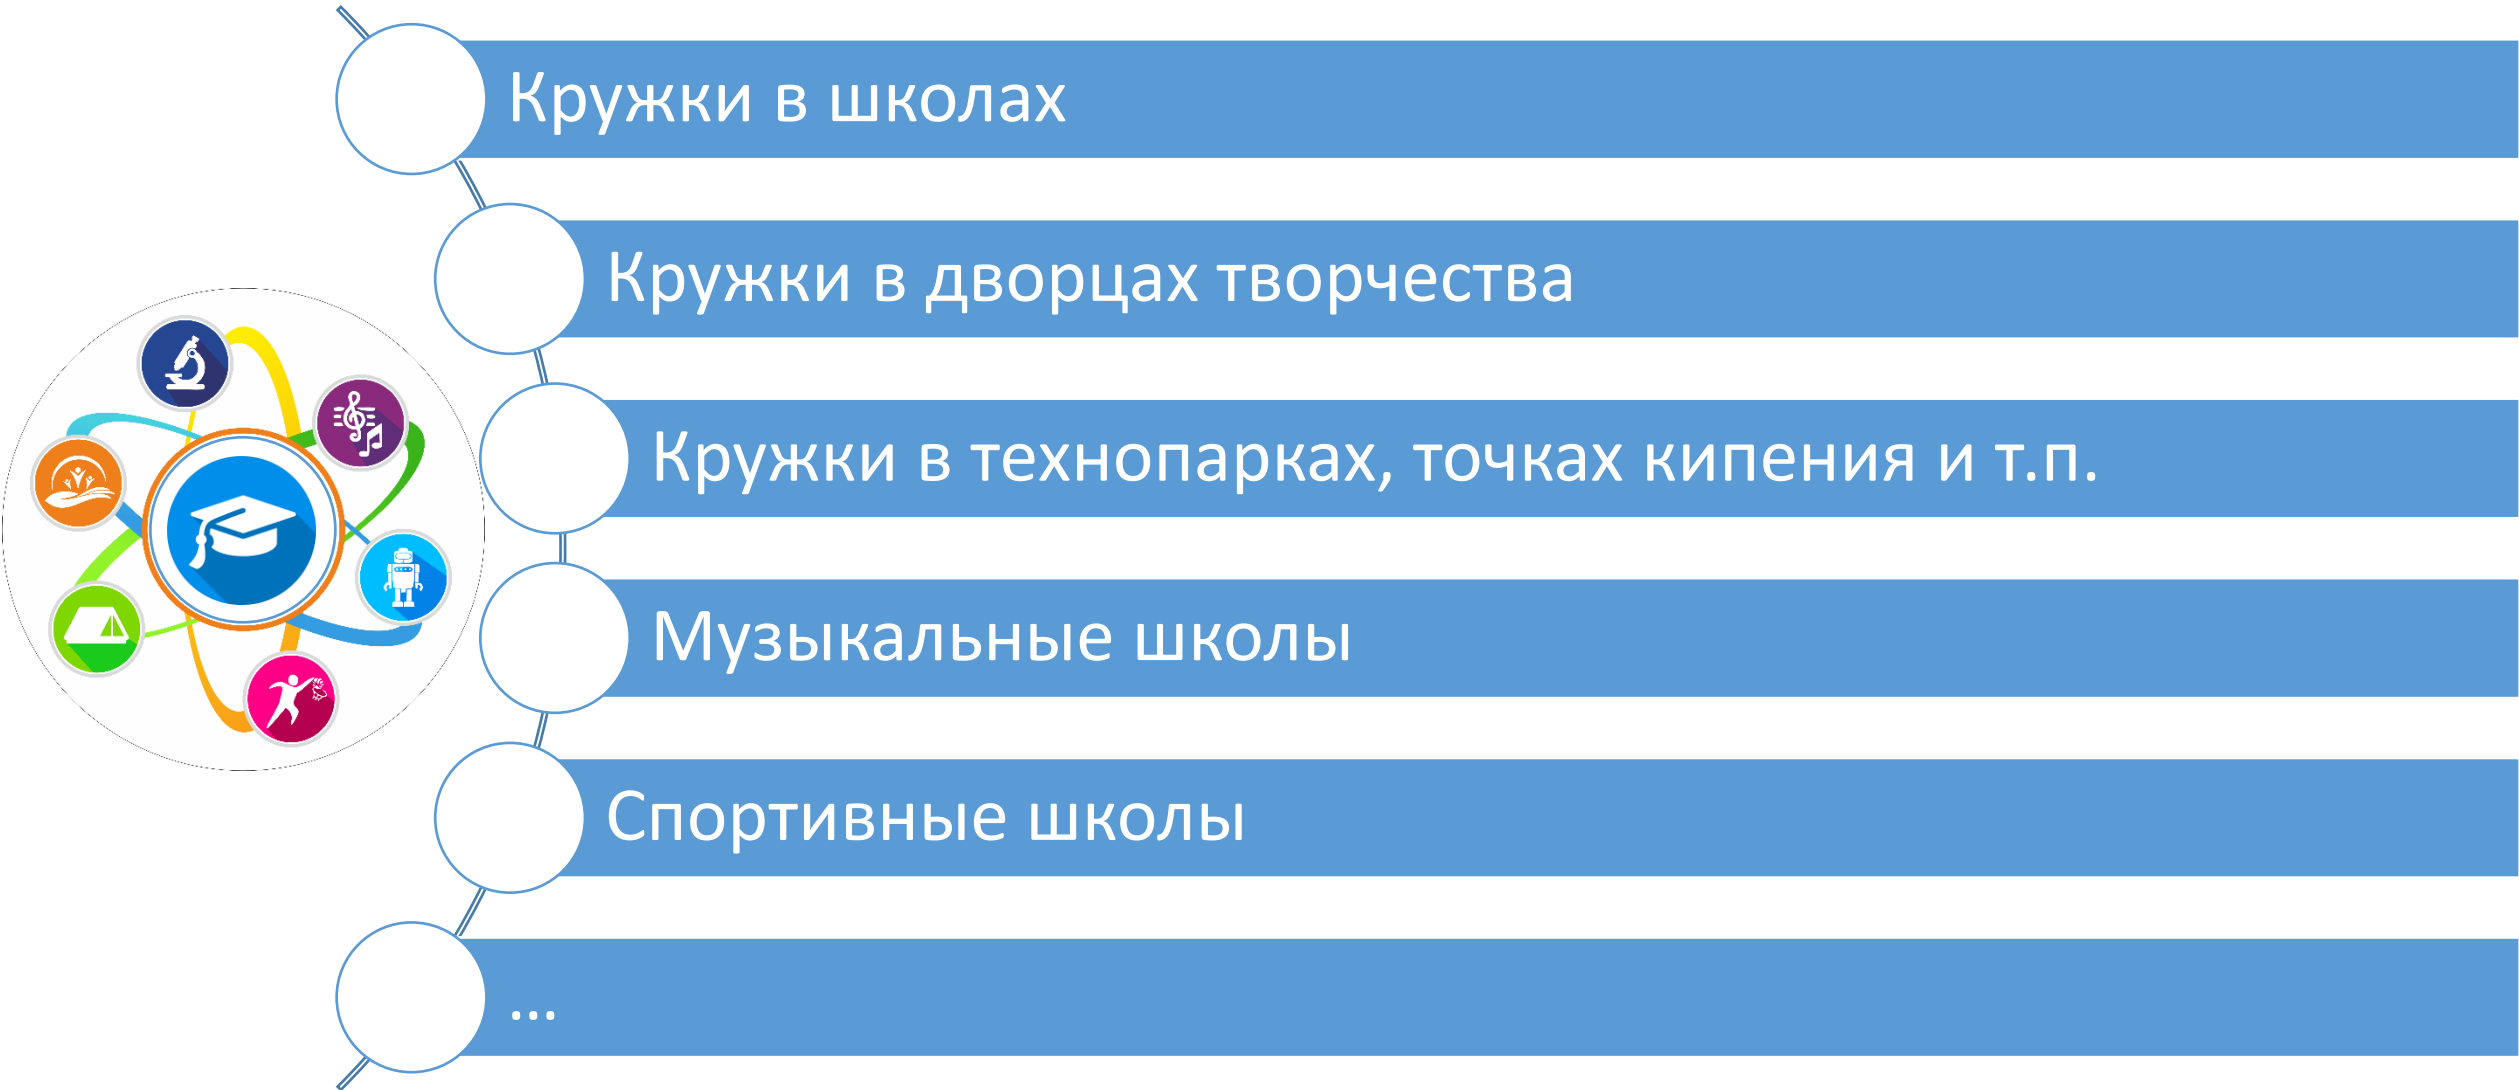 Кружки в школах
Кружки в дворцах творчества
Кружки в технопарках, точках кипения и т.п.
Музыкальные школы
Спортивные школы
...